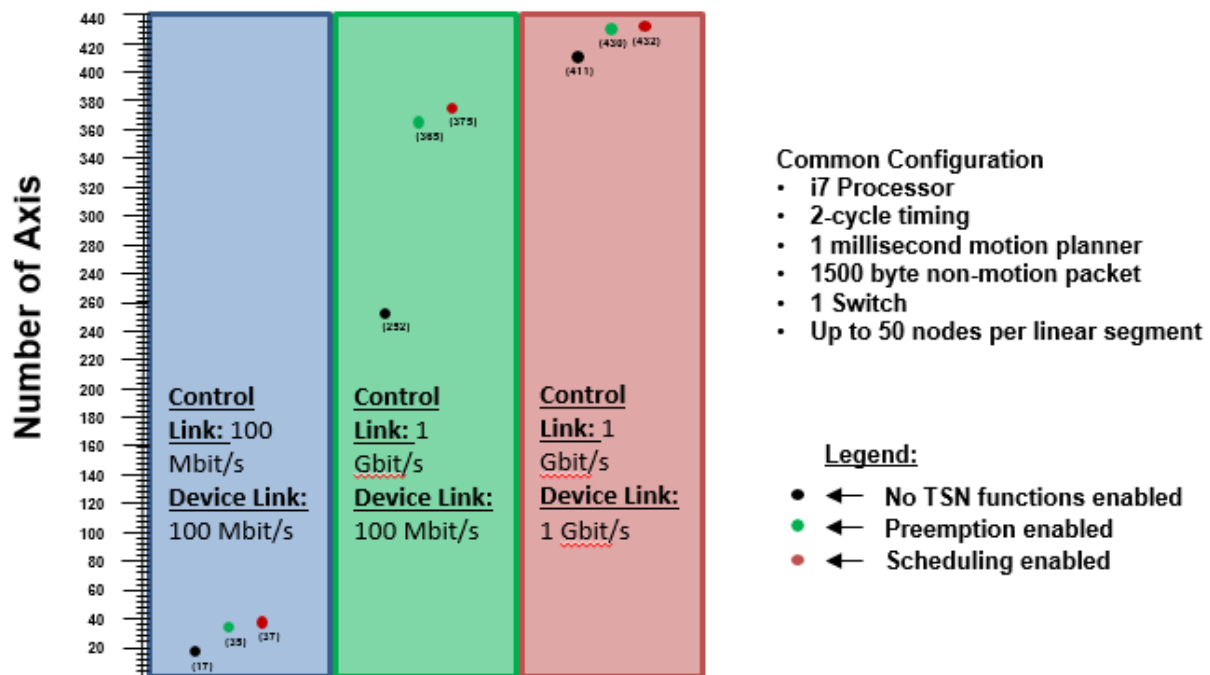 Number of Axis
440
420
400
380
360
340
320
300
280
260
240
220
200
180
160
140
120
100
80
60
40
20
(17)
(35)
(37)
Control
Link: 100
Mbit/s
Device Link:
100 Mbit/s
(252)
(365)
(375)
Control
Link: 1
Gbit/s
Device Link:
100 Mbit/s
(411)
(430)
(432)
Control
Link: 1
Gbit/s
Device Link:
1 Gbit/s
Common Configuration
• i7 Processor
• 2-cycle timing
• 1 millisecond motion planner
• 1500 byte non-motion packet
• 1 Switch
• Up to 50 nodes per linear segment
Legend:
No TSN functions enabled
Preemption enabled
Scheduling enabled